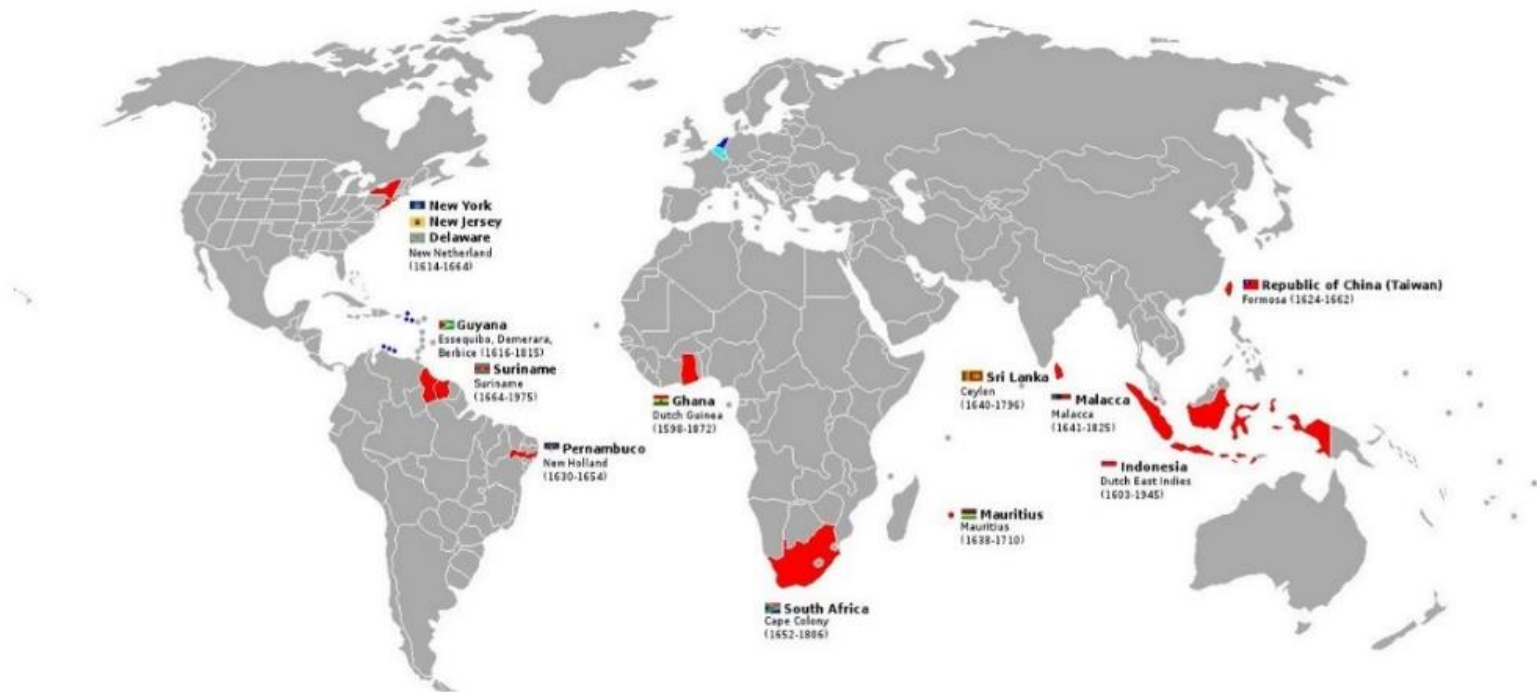 New York
New Jersey
Delaware
New Netherland
(1614-1664)
Republic of China (Taiwan)
Formosa (1624-1662)
Guyana
Essequibo, Demerara,
Berbice (1616-1815)
Suriname
Suriname
(1664-1975)
Ghana
Dutch Guinea
(1598-1872)
Sri Lanka
Ceylon
(1640-1796)
Malacca
Malacca
(1641-1825)
Pernambuco
New Holland
(1630-1654)
Indonesia
Dutch East Indies
(1603-1945)
Mauritius
Mauritius
(1638-1710)
South Africa
Cape Colony
(1652-1806)